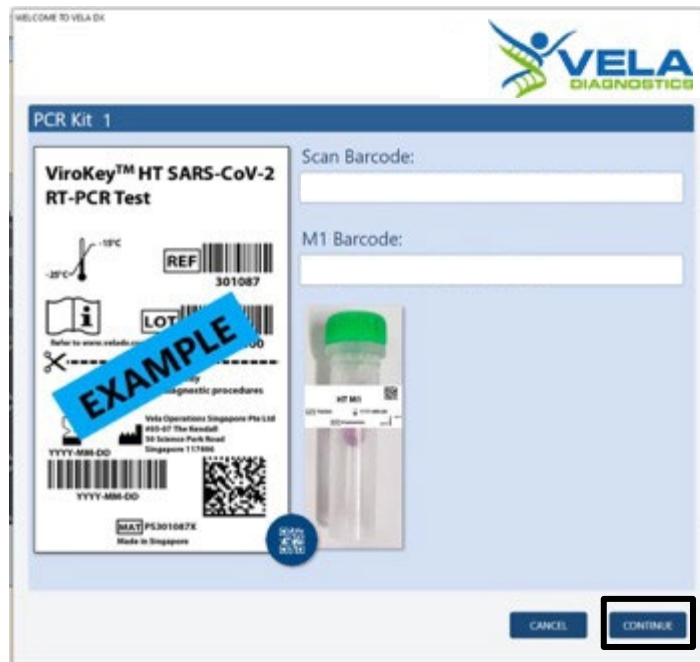 WELCOME TO VELA DX
VELA
DIAGNOSTICS
PCR Kit 1
ViroKey™ HT SARS-CoV-2
RT-PCR Test
-15°C
-25°C
REF
301087
i
LOT
00
Refer to www.velado.co
EXAMPLE
diagnostic procedures
Vela Operations Singapore Pte Ltd
#05-07 The Kendall
50 Science Park Road
Singapore 117406
YYYY-MM-DD
YYYY-MM-DD
MAT PS301087X
Made in Singapore
Scan Barcode:
M1 Barcode:
HT M1
CANCEL
CONTINUE